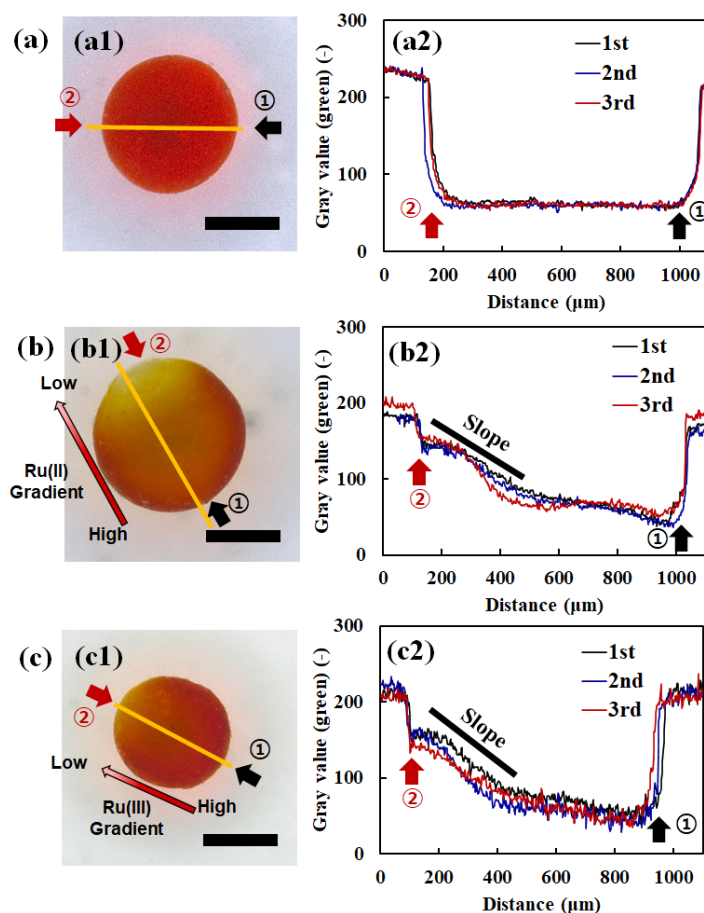 (a) (a1)
②
①
300
200
100
0
Gray value (green) (-)
(a2)
1st
2nd
3rd
②
①
0 200 400 600 800 1000
Distance (μm)
(b) (b1)
②
Low
Ru(II)
Gradient
High
①
300
200
100
0
Gray value (green) (-)
(b2)
1st
2nd
3rd
Slope
②
①
0 200 400 600 800 1000
Distance (μm)
(c) (c1)
②
①
Low
High
Ru(III)
Gradient
300
200
100
0
Gray value (green) (-)
(c2)
1st
2nd
3rd
Slope
②
①
0 200 400 600 800 1000
Distance (μm)